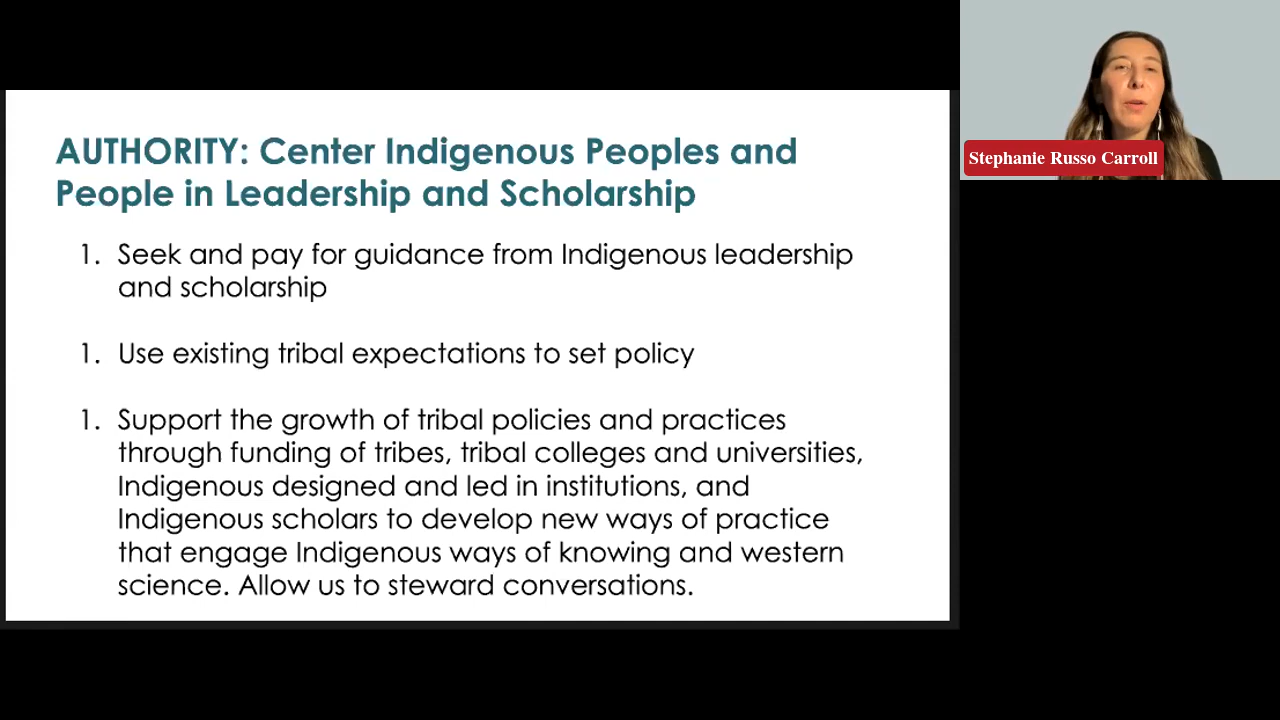 AUTHORITY: Center Indigenous Peoples and
People in Leadership and Scholarship
1. Seek and pay for guidance from Indigenous leadership
and scholarship
1. Use existing tribal expectations to set policy
1. Support the growth of tribal policies and practices
through funding of tribes, tribal colleges and universities,
Indigenous designed and led in institutions, and
Indigenous scholars to develop new ways of practice
that engage Indigenous ways of knowing and western
science. Allow us to steward conversations.
Stephanie Russo Carroll